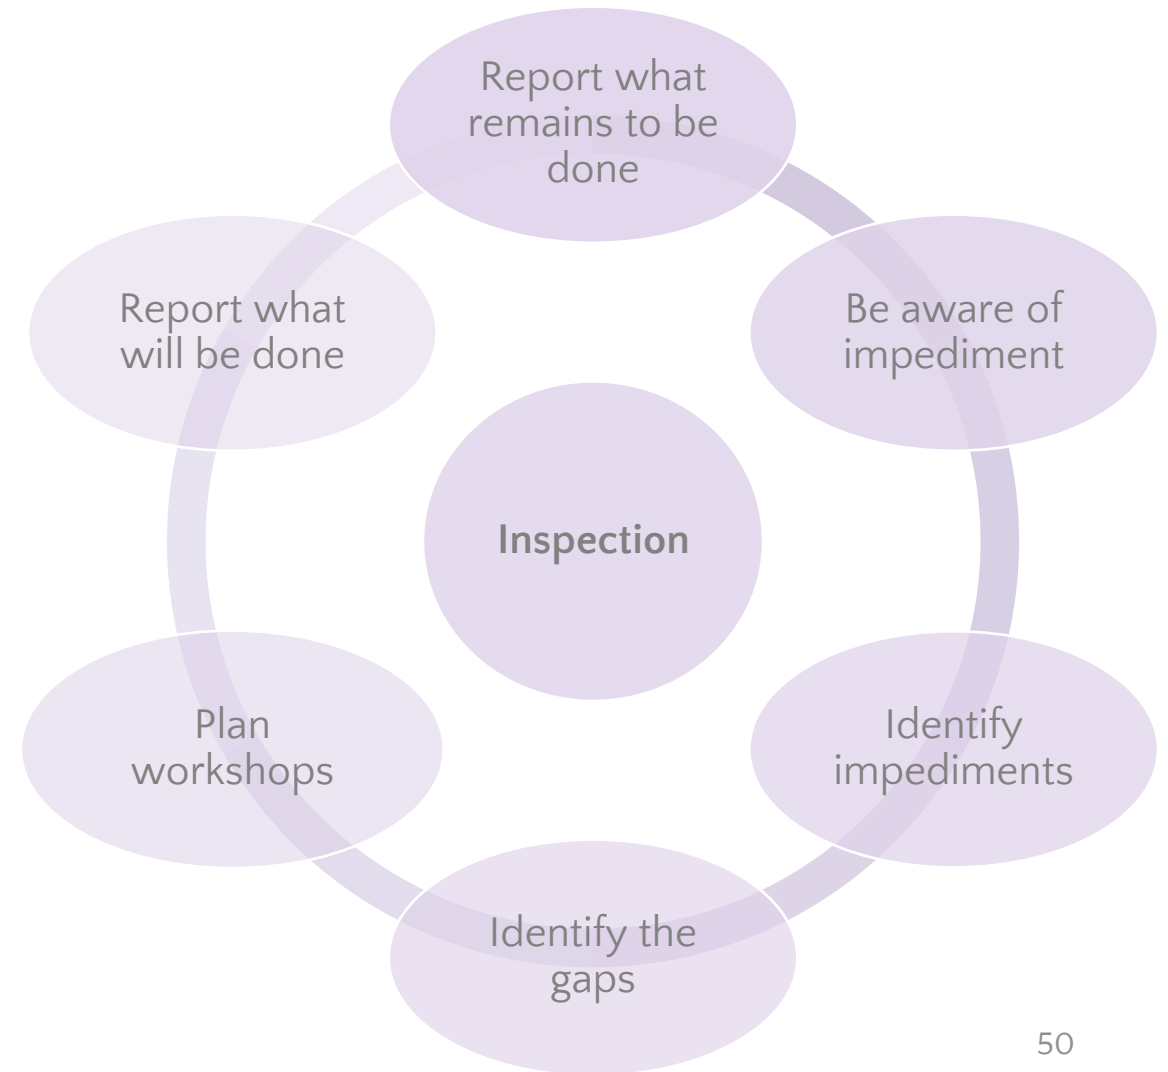 Report what
remains to be
done
Be aware of
impediment
Identify
impediments
Identify the
gaps
Plan
workshops
Report what
will be done
Inspection
50